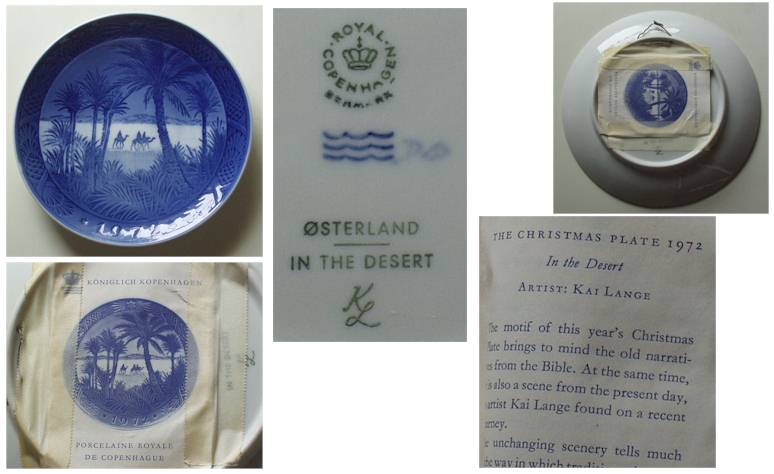 ROYAL COPENHAGEN
DENMARK
ØSTERLAND
IN THE DESERT
KL
KÖNIGLICH KOPENHAGEN
1972
PORCELAINE ROYALE
DE COPENHAGUE
THE CHRISTMAS PLATE 1972
In the Desert
ARTIST: KAI LANGE
The motif of this year's Christmas
Plate brings to mind the old narrati-
from the Bible. At the same time,
is also a scene from the present day,
artist Kai Lange found on a recent
unchanging scenery tells much
the way in which